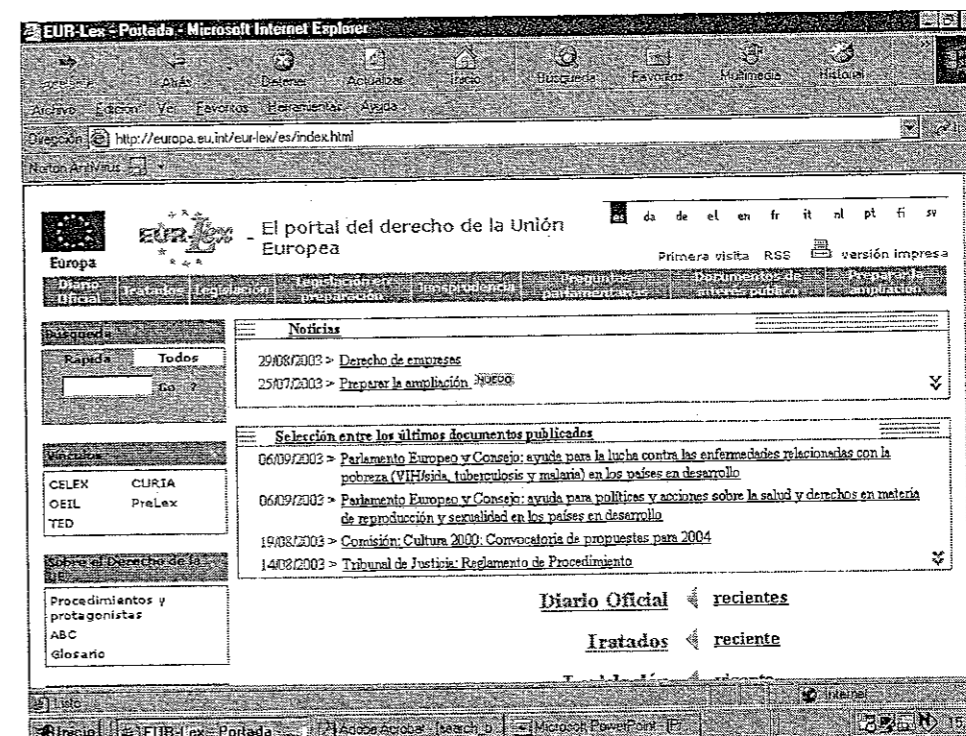 EUR-Lex - Portada - Microsoft Internet Explorer
Atrás Detener Actualizar Inicio Búsqueda Favoritos Multimedia Historial
Archivo Edición Ver Favoritos Herramientas Ayuda
Dirección http://europa.eu.int/eur-lex/es/index.html
Norton AntiVirus
es da de el en fr it nl pt fi sv
Europa
EUR-Lex - El portal del derecho de la Unión
Europea
Primera visita RSS versión impresa
Diario Oficial Tratados Legislación Legislación en preparación Jurisprudencia Preguntas parlamentarias Documentos de interés público Preparar la ampliación
Búsqueda
Rápida Todos
Go ?
Noticias
29/08/2003 > Derecho de empresas
25/07/2003 > Preparar la ampliación NUEVO
Vínculos
CELEX CURIA
OEIL PreLex
TED
Selección entre los últimos documentos publicados
06/09/2003 > Parlamento Europeo y Consejo: ayuda para la lucha contra las enfermedades relacionadas con la
pobreza (VIH/sida, tuberculosis y malaria) en los países en desarrollo
06/09/2003 > Parlamento Europeo y Consejo: ayuda para políticas y acciones sobre la salud y derechos en materia
de reproducción y sexualidad en los países en desarrollo
19/08/2003 > Comisión: Cultura 2000: Convocatoria de propuestas para 2004
14/08/2003 > Tribunal de Justicia: Reglamento de Procedimiento
Sobre el Derecho de la
UE
Procedimientos y
protagonistas
ABC
Glosario
Diario Oficial recientes
Tratados reciente
Listo Internet
Inicio EUR-Lex - Portada - ... Adobe Acrobat - [search_o... Microsoft PowerPoint - [P... 15